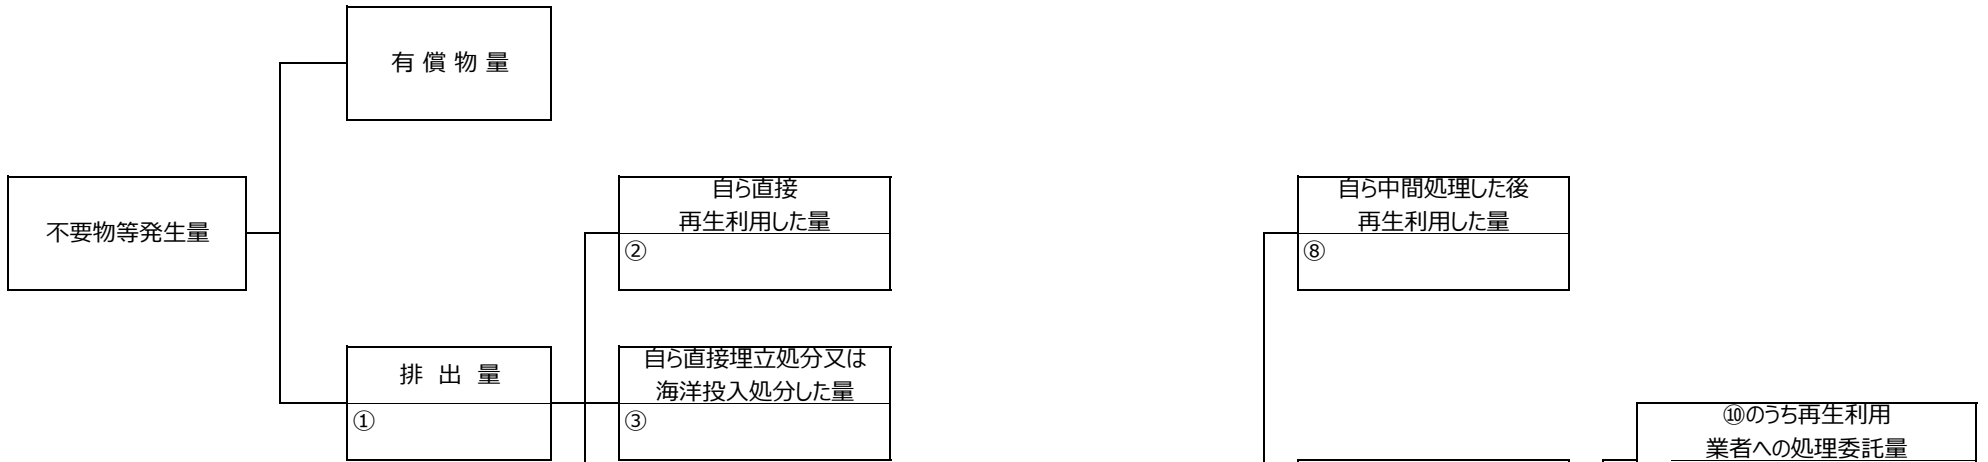 有 償 物 量
不要物等発生量
自ら直接
再生利用した量
②
自ら中間処理した後
再生利用した量
⑧
排 出 量
①
自ら直接埋立処分又は
海洋投入処分した量
③
⑩のうち再生利用
業者への処理委託量